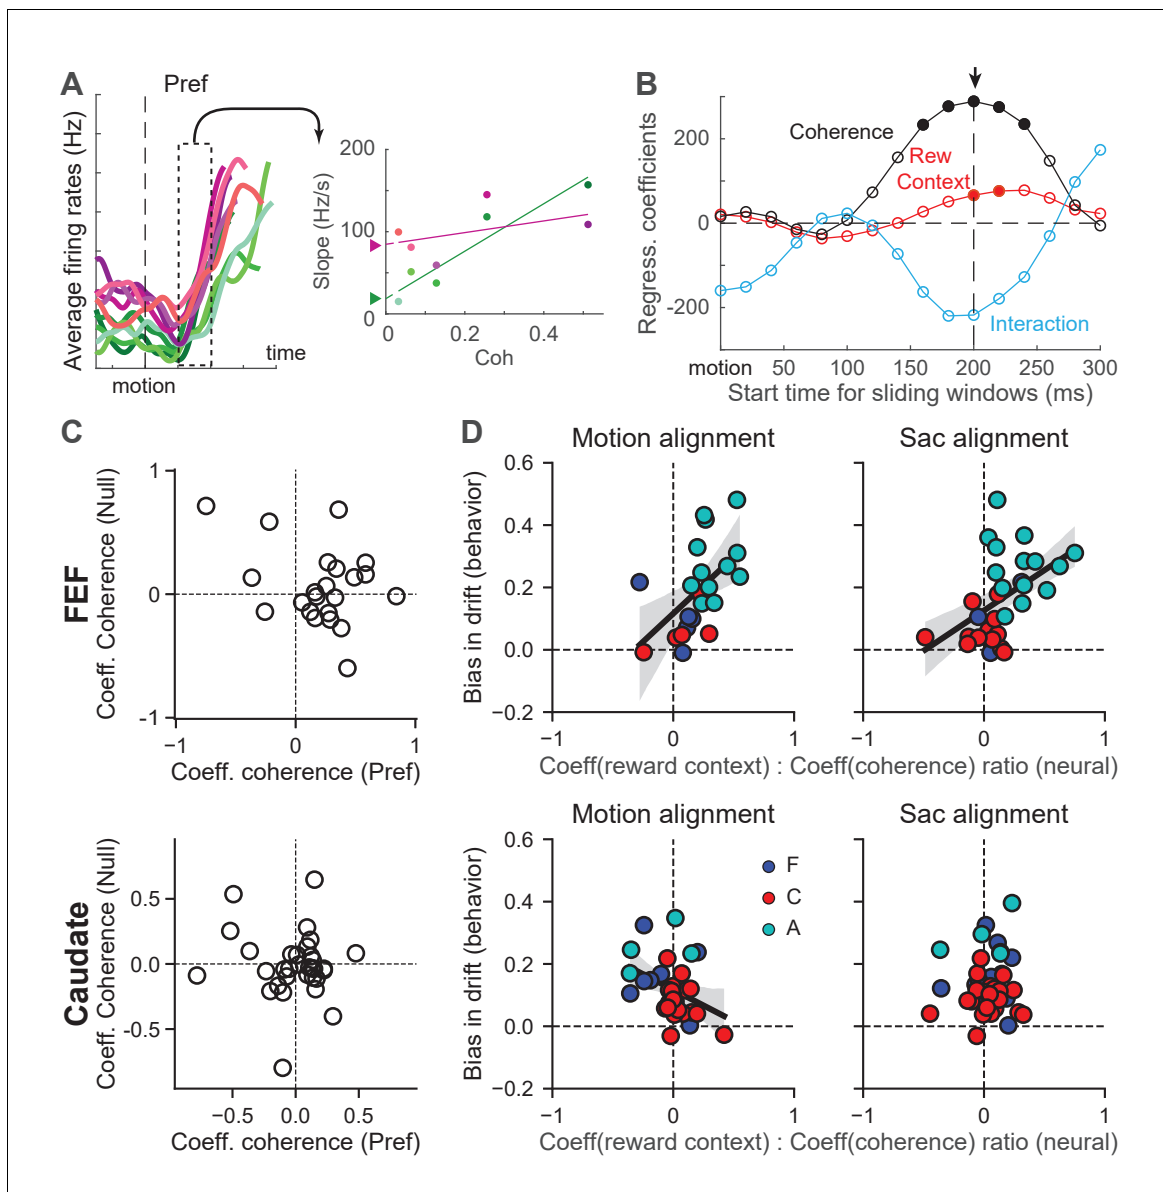 A
Pref
Average firing rates (Hz)
motion
time
200
100
0
Slope (Hz/s)
0
0.2
0.4
Coh
B
Regress. coefficients
200
0
-200
Coherence
Rew
Context
Interaction
motion
50
100
150
200
250
300
Start time for sliding windows (ms)
C
FEF
Coeff. Coherence (Null)
1
0
−1
−1
0
1
Coeff. coherence (Pref)
D
Motion alignment
Sac alignment
Bias in drift (behavior)
0.6
0.4
0.2
0.0
−0.2
−1
0
1
−1
0
1
Coeff(reward context) : Coeff(coherence) ratio (neural)
Caudate
Coeff. Coherence (Null)
0.5
0.0
−0.5
−0.5
0.0
0.5
Coeff. coherence (Pref)
Motion alignment
Sac alignment
Bias in drift (behavior)
0.6
0.4
0.2
0.0
−0.2
F
C
A
−1
0
1
−1
0
1
Coeff(reward context) : Coeff(coherence) ratio (neural)